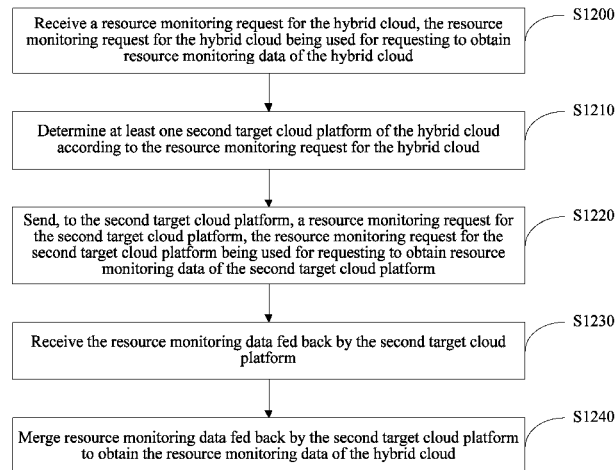 Receive a resource monitoring request for the hybrid cloud, the resource
monitoring request for the hybrid cloud being used for requesting to obtain
resource monitoring data of the hybrid cloud
S1200
Determine at least one second target cloud platform of the hybrid cloud
according to the resource monitoring request for the hybrid cloud
S1210
Send, to the second target cloud platform, a resource monitoring request for
the second target cloud platform, the resource monitoring request for the
second target cloud platform being used for requesting to obtain resource
monitoring data of the second target cloud platform
S1220
Receive the resource monitoring data fed back by the second target cloud
platform
S1230
Merge resource monitoring data fed back by the second target cloud platform
to obtain the resource monitoring data of the hybrid cloud
S1240